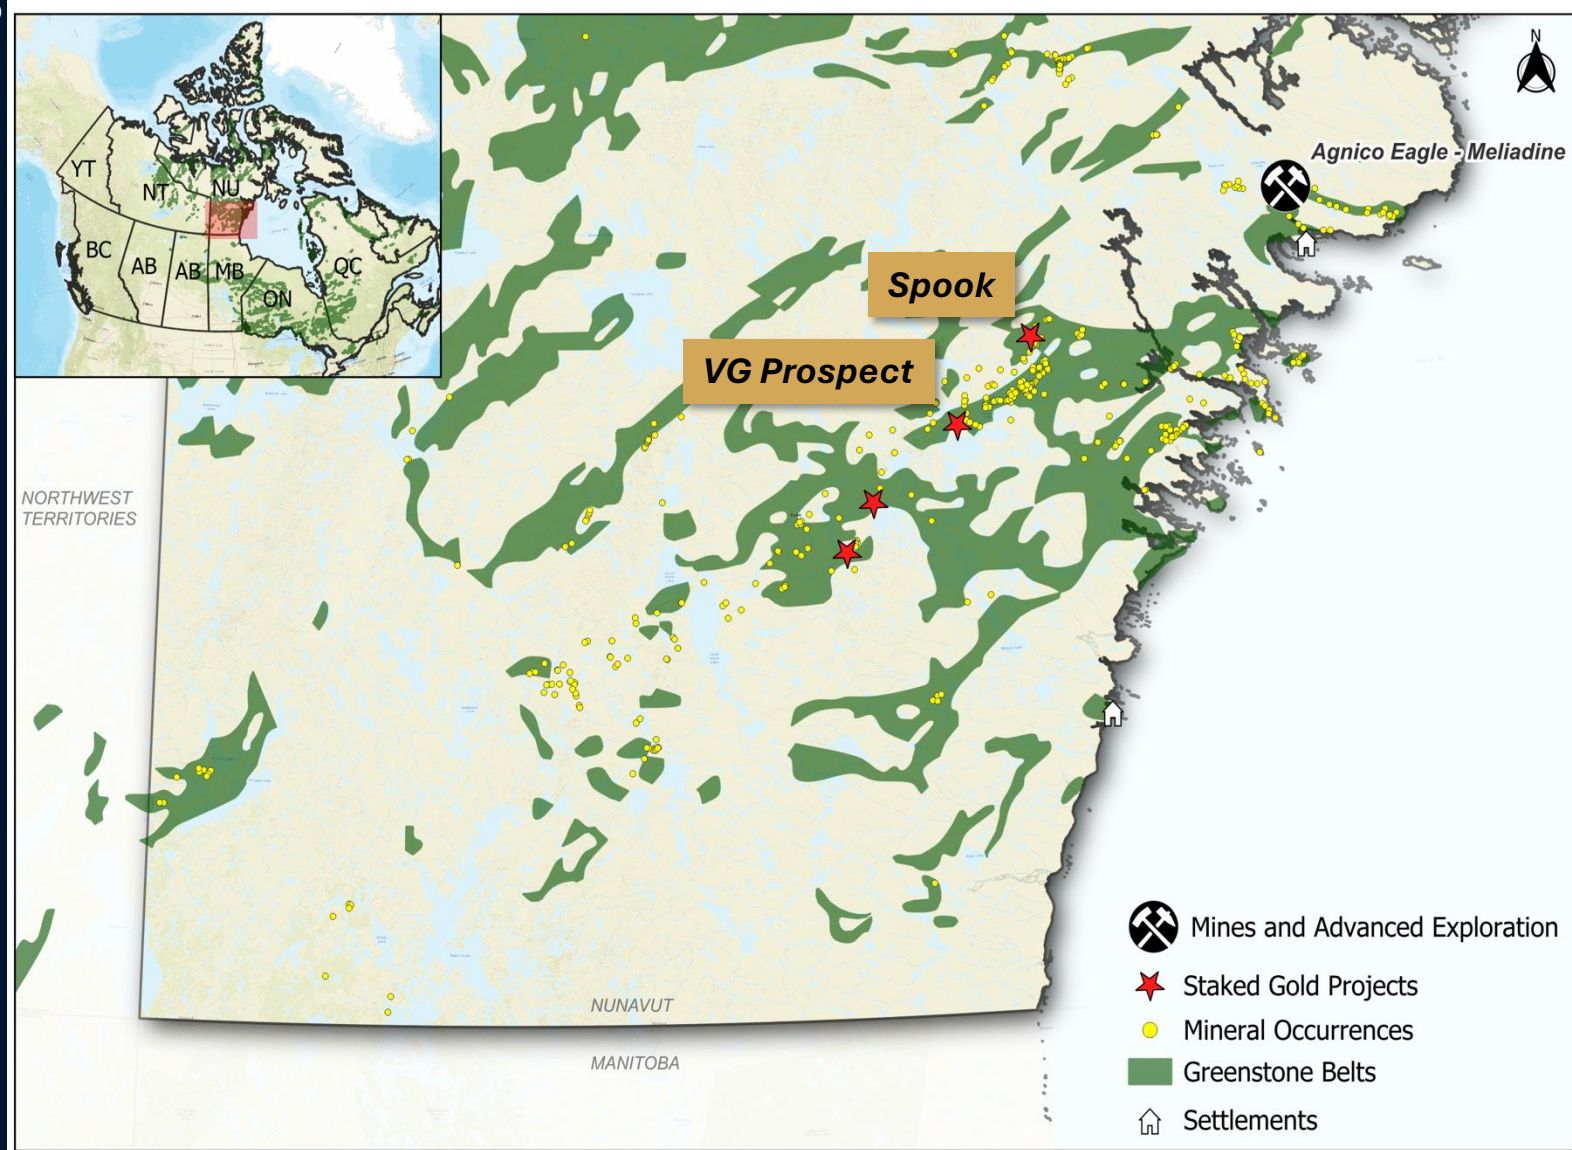 YT
NT
NU
BC
AB
AB
MB
ON
QC
N
Agnico Eagle - Meliadine
Spook
VG Prospect
NORTHWEST
TERRITORIES
NUNAVUT
MANITOBA
Mines and Advanced Exploration
Staked Gold Projects
Mineral Occurrences
Greenstone Belts
Settlements